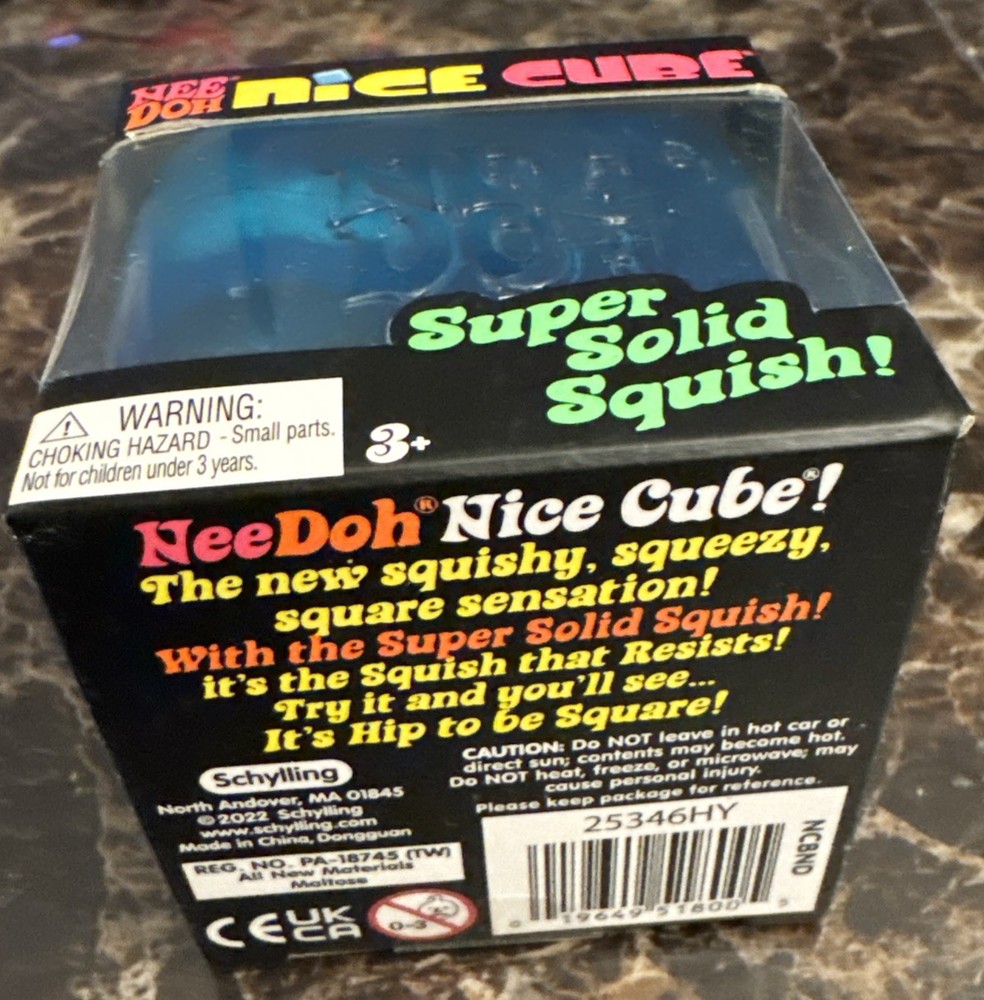 NEE DOH® NiCE CUBE™
Super
Solid
Squish!
WARNING:
CHOKING HAZARD - Small parts.
Not for children under 3 years.
3+
NeeDoh® Nice Cube®!
The new squishy, squeezy,
square sensation!
With the Super Solid Squish!
it's the Squish that Resists!
Try it and you'll see...
It's Hip to be Square!
CAUTION: Do NOT leave in hot car or
direct sun; contents may become hot.
Do NOT heat, freeze, or microwave; may
cause personal injury.
Please keep package for reference.
Schylling
North Andover, MA 01845
©2022 Schylling
www.schylling.com
Made in China, Dongguan
REG. NO. PA-18745 (TW)
All New Materials
Maltose
CE UK CA
0-3
25346HY
NCBND
0 19649 51800 5